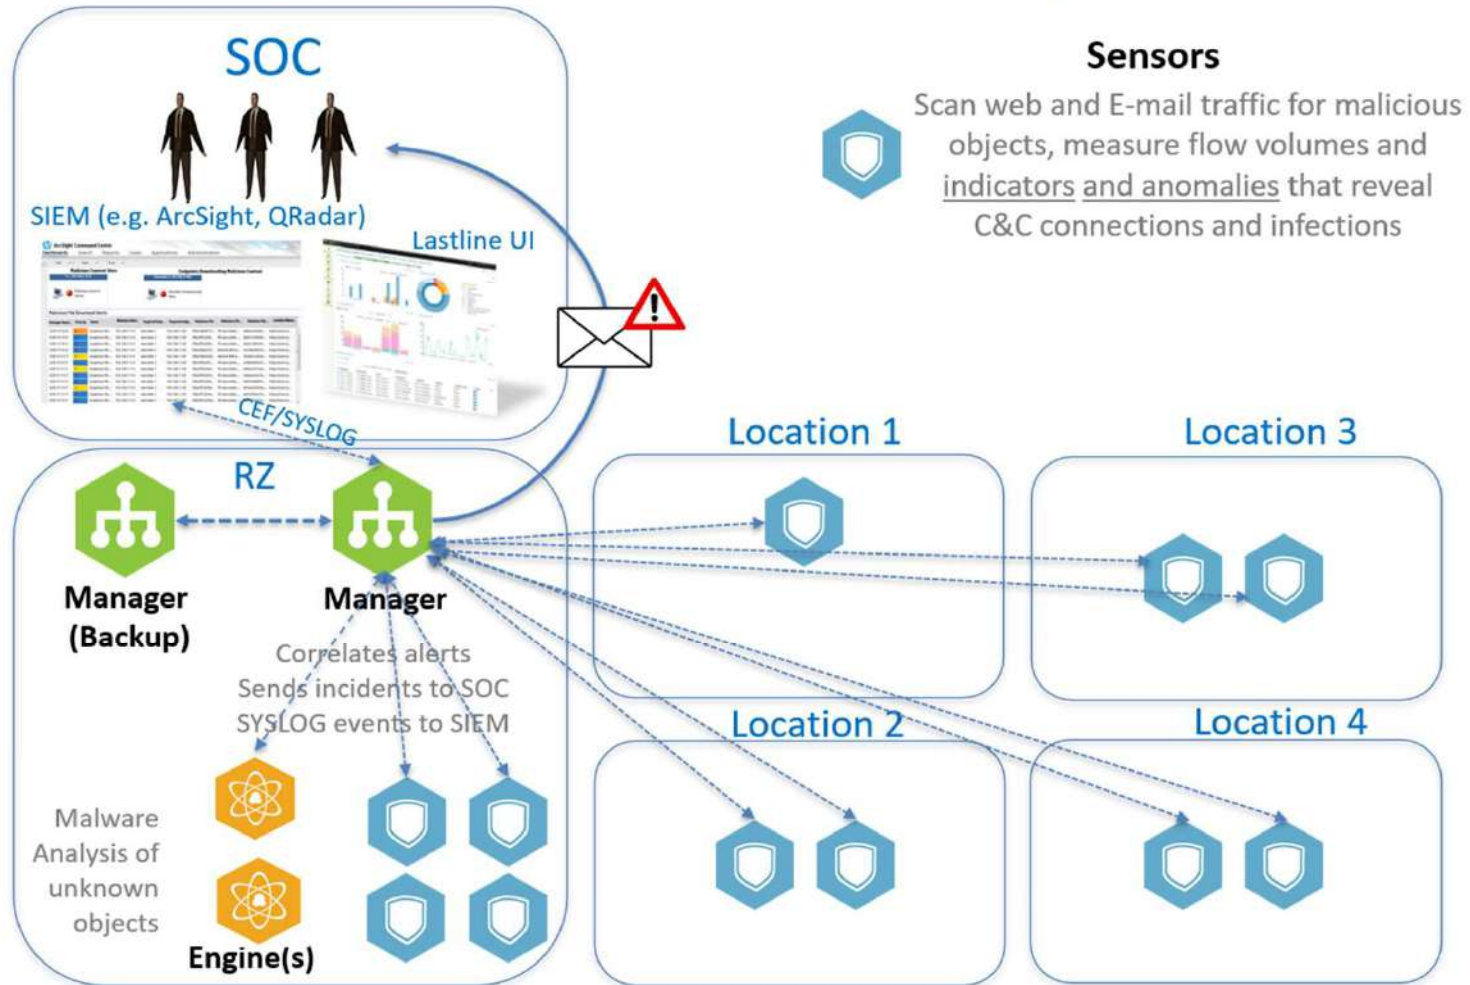 SOC
SIEM (e.g. ArcSight, QRadar)
Lastline UI
ArcSight Command Center
CEF/SYSLOG
Sensors
Scan web and E-mail traffic for malicious
objects, measure flow volumes and
indicators and anomalies that reveal
C&C connections and infections
RZ
Manager
(Backup)
Manager
Correlates alerts
Sends incidents to SOC
SYSLOG events to SIEM
Malware
Analysis of
unknown
objects
Engine(s)
Location 1
Location 3
Location 2
Location 4